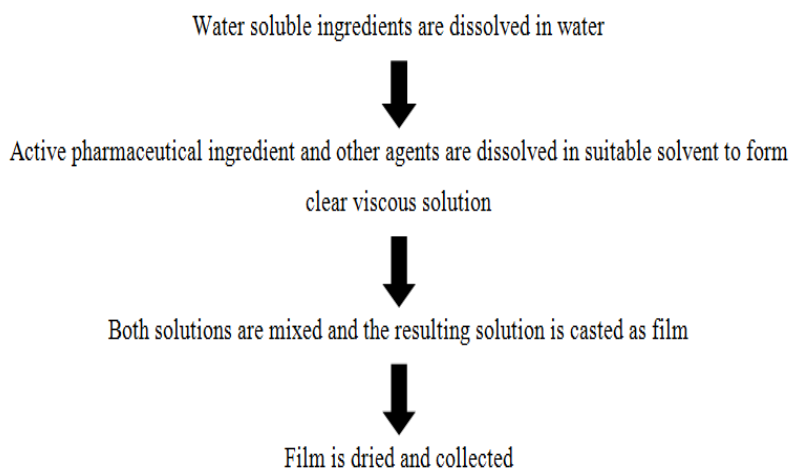 Water soluble ingredients are dissolved in water
Active pharmaceutical ingredient and other agents are dissolved in suitable solvent to form
clear viscous solution
Both solutions are mixed and the resulting solution is casted as film
Film is dried and collected